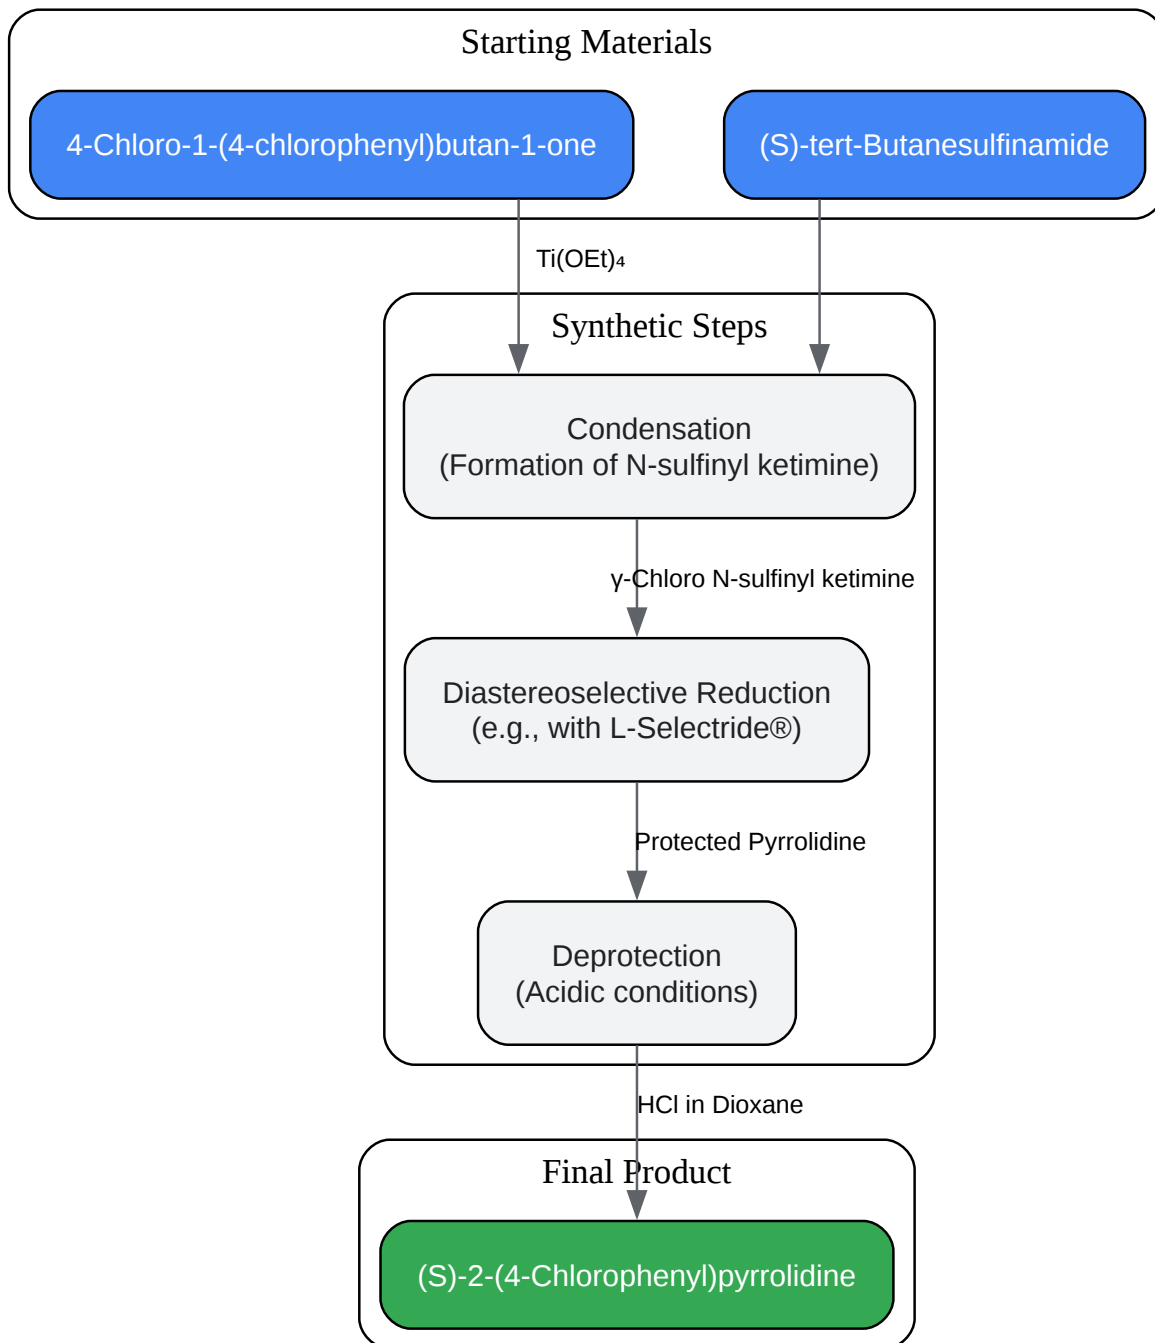 Starting Materials
4-Chloro-1-(4-chlorophenyl)butan-1-one
(S)-tert-Butanesulfinamide
Ti(OEt)₄
Synthetic Steps
Condensation
(Formation of N-sulfinyl ketimine)
γ-Chloro N-sulfinyl ketimine
Diastereoselective Reduction
(e.g., with L-Selectride®)
Protected Pyrrolidine
Deprotection
(Acidic conditions)
HCl in Dioxane
Final Product
(S)-2-(4-Chlorophenyl)pyrrolidine